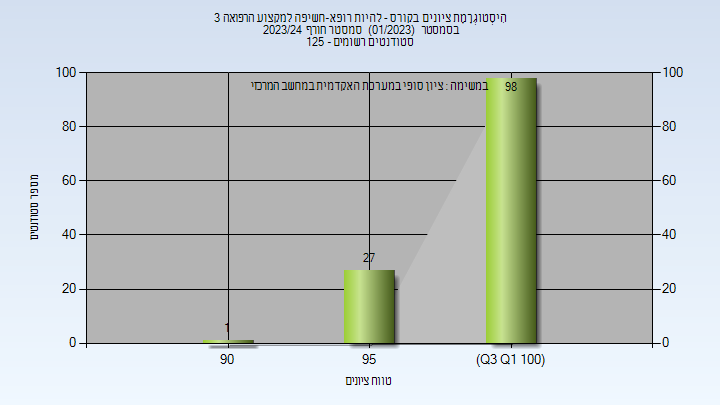 היסטוגרמת ציונים בקורס - להיות רופא-חשיפה למקצוע הרפואה 3
בסמסטר (01/2023) סמסטר חורף 2023/24
סטודנטים רשומים - 125
במשימה : ציון סופי במערכת האקדמית במחשב המרכזי
100
80
60
40
20
0
100
80
60
40
20
0
מספר סטודנטים
1
27
98
90
95
(Q3 Q1 100)
טווח ציונים